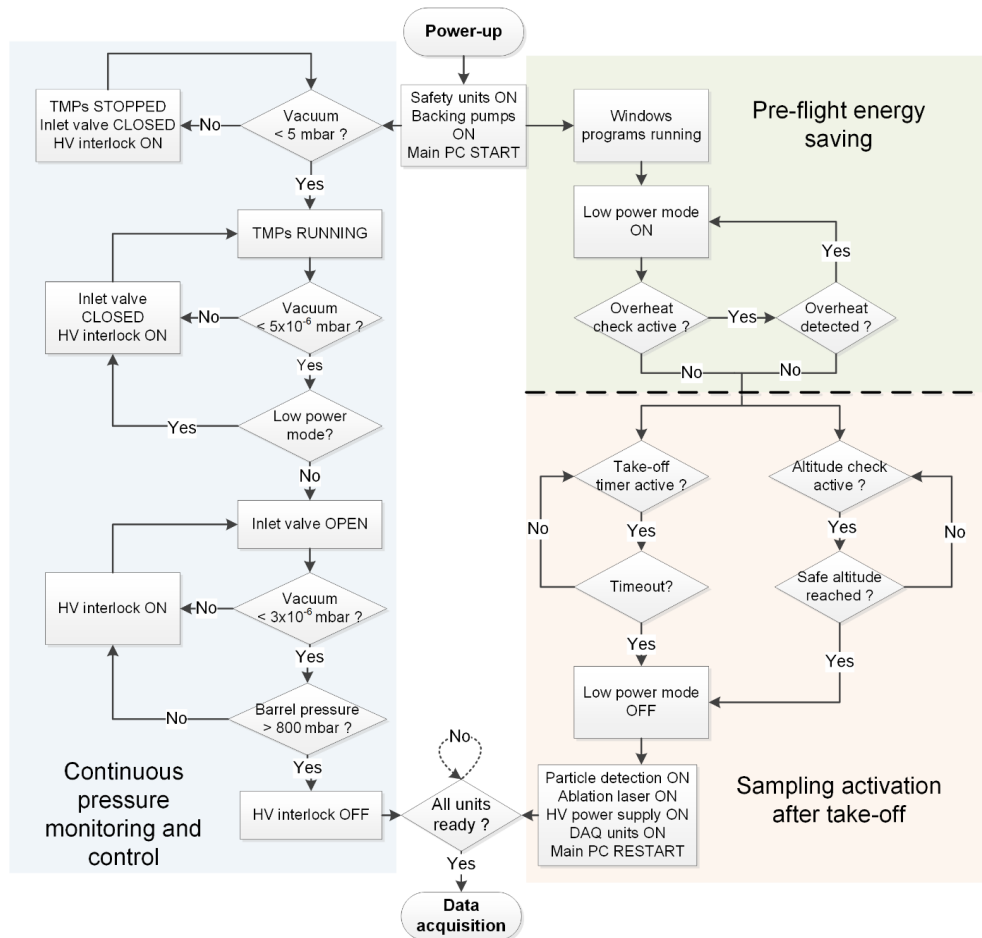 Power-up
Safety units ON
Backing pumps
ON
Main PC START
Vacuum
< 5 mbar ?
No
TMPs STOPPED
Inlet valve CLOSED
HV interlock ON
Yes
TMPs RUNNING
Vacuum
< 5x10⁻⁶ mbar ?
No
Inlet valve
CLOSED
HV interlock ON
Yes
Low power
mode?
Yes
No
Inlet valve OPEN
Vacuum
< 3x10⁻⁶ mbar ?
No
HV interlock ON
Yes
Barrel pressure
> 800 mbar ?
No
Yes
HV interlock OFF
Continuous
pressure
monitoring and
control
Windows
programs running
Pre-flight energy
saving
Low power mode
ON
Yes
Overheat
check active ?
Yes
Overheat
detected ?
No
No
Take-off
timer active ?
Altitude check
active ?
No
Yes
Yes
No
Timeout?
Safe altitude
reached ?
Yes
Yes
Low power mode
OFF
Particle detection ON
Ablation laser ON
HV power supply ON
DAQ units ON
Main PC RESTART
Sampling activation
after take-off
No
All units
ready ?
Yes
Data
acquisition